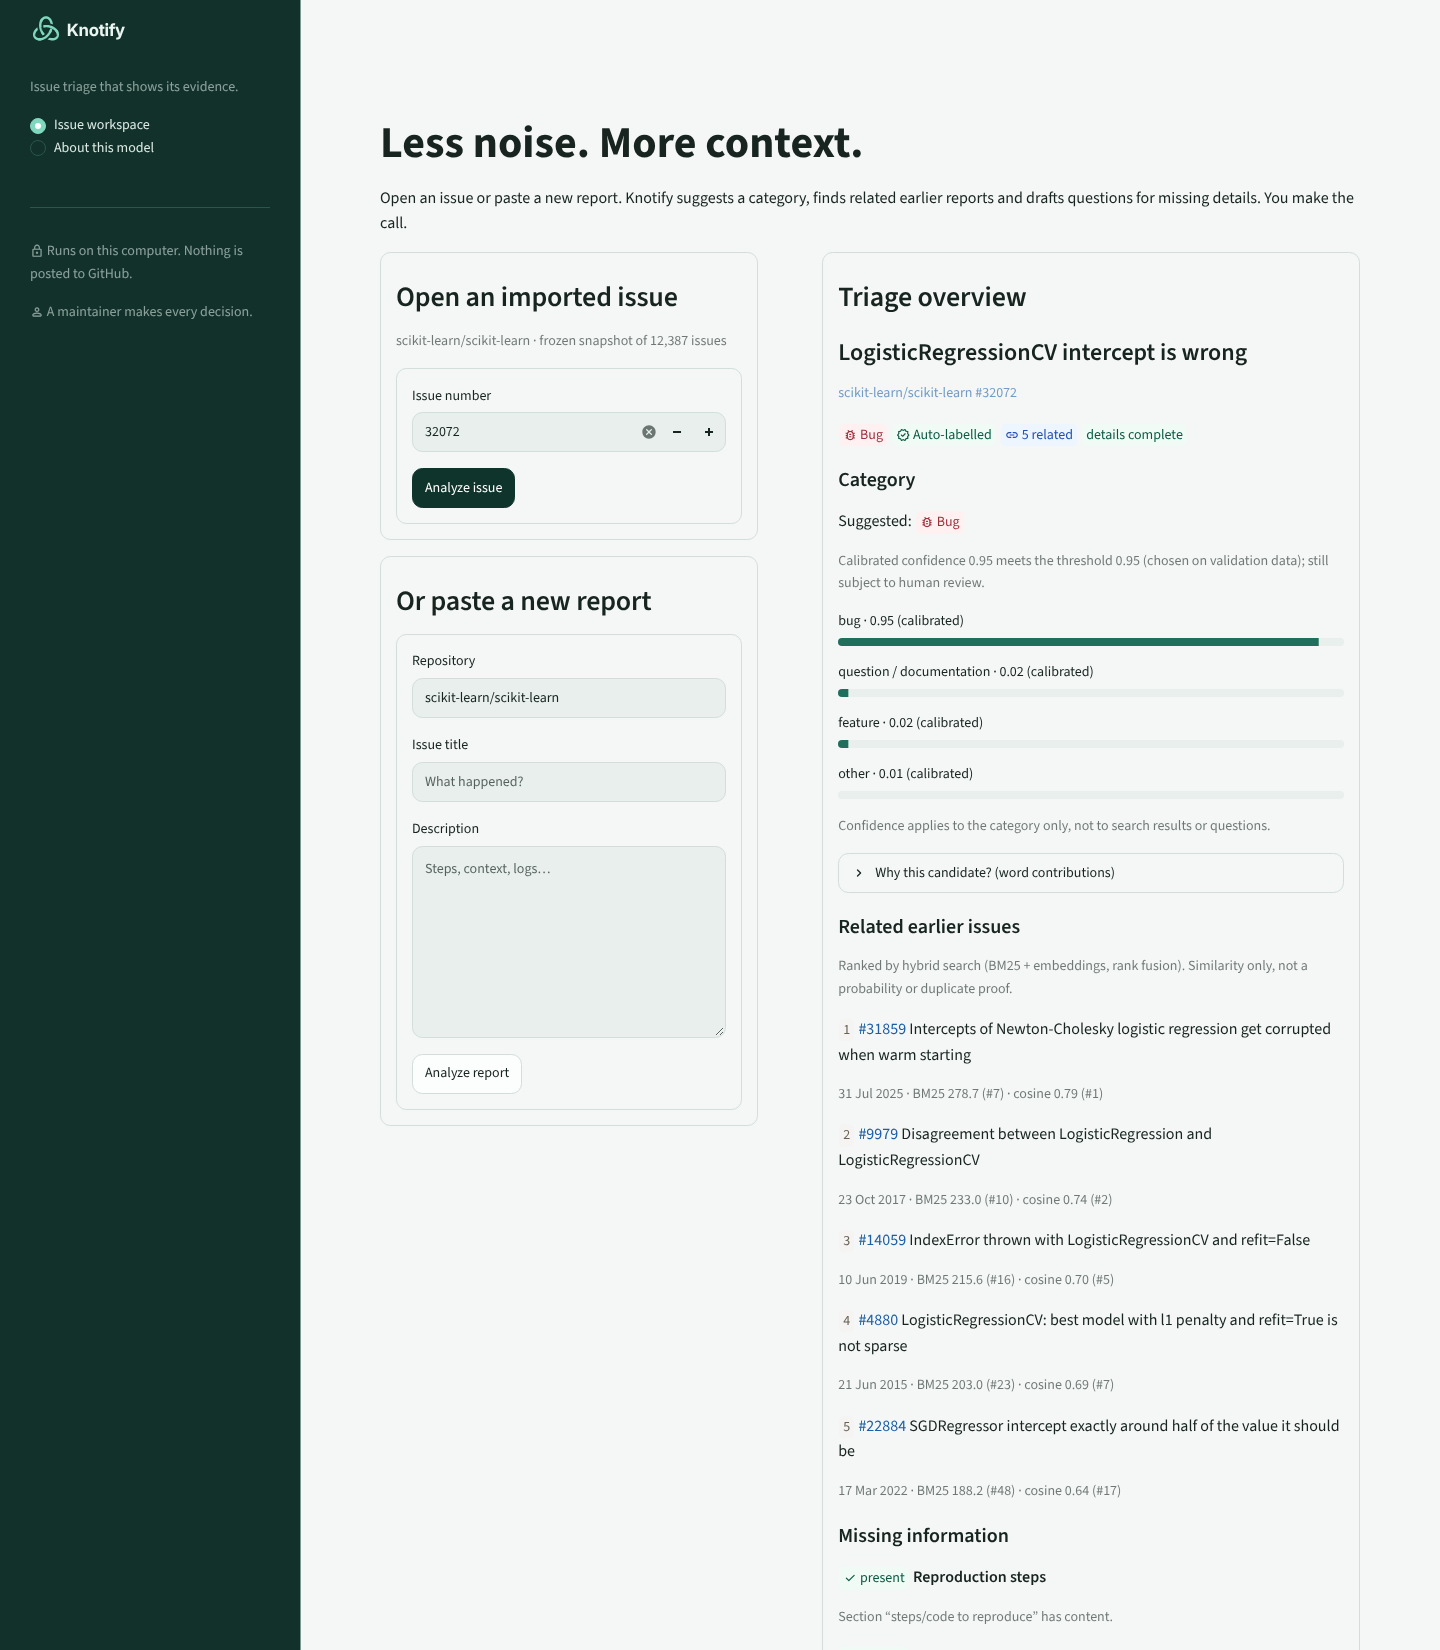 Knotify
Issue triage that shows its evidence.
Issue workspace
About this model
Runs on this computer. Nothing is
posted to GitHub.
A maintainer makes every decision.
Less noise. More context.
Open an issue or paste a new report. Knotify suggests a category, finds related earlier reports and drafts questions for missing details. You make the
call.
Open an imported issue
scikit-learn/scikit-learn · frozen snapshot of 12,387 issues
Issue number
32072
Analyze issue
Or paste a new report
Repository
scikit-learn/scikit-learn
Issue title
What happened?
Description
Steps, context, logs…
Analyze report
Triage overview
LogisticRegressionCV intercept is wrong
scikit-learn/scikit-learn #32072
Bug Auto-labelled 5 related details complete
Category
Suggested: Bug
Calibrated confidence 0.95 meets the threshold 0.95 (chosen on validation data); still
subject to human review.
bug · 0.95 (calibrated)
question / documentation · 0.02 (calibrated)
feature · 0.02 (calibrated)
other · 0.01 (calibrated)
Confidence applies to the category only, not to search results or questions.
Why this candidate? (word contributions)
Related earlier issues
Ranked by hybrid search (BM25 + embeddings, rank fusion). Similarity only, not a
probability or duplicate proof.
1 #31859 Intercepts of Newton-Cholesky logistic regression get corrupted
when warm starting
31 Jul 2025 · BM25 278.7 (#7) · cosine 0.79 (#1)
2 #9979 Disagreement between LogisticRegression and
LogisticRegressionCV
23 Oct 2017 · BM25 233.0 (#10) · cosine 0.74 (#2)
3 #14059 IndexError thrown with LogisticRegressionCV and refit=False
10 Jun 2019 · BM25 215.6 (#16) · cosine 0.70 (#5)
4 #4880 LogisticRegressionCV: best model with l1 penalty and refit=True is
not sparse
21 Jun 2015 · BM25 203.0 (#23) · cosine 0.69 (#7)
5 #22884 SGDRegressor intercept exactly around half of the value it should
be
17 Mar 2022 · BM25 188.2 (#48) · cosine 0.64 (#17)
Missing information
present Reproduction steps
Section “steps/code to reproduce” has content.